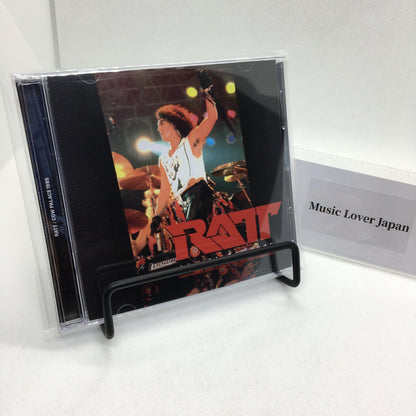 RATT : COW PALACE 1985
RATT
Music Lover Japan